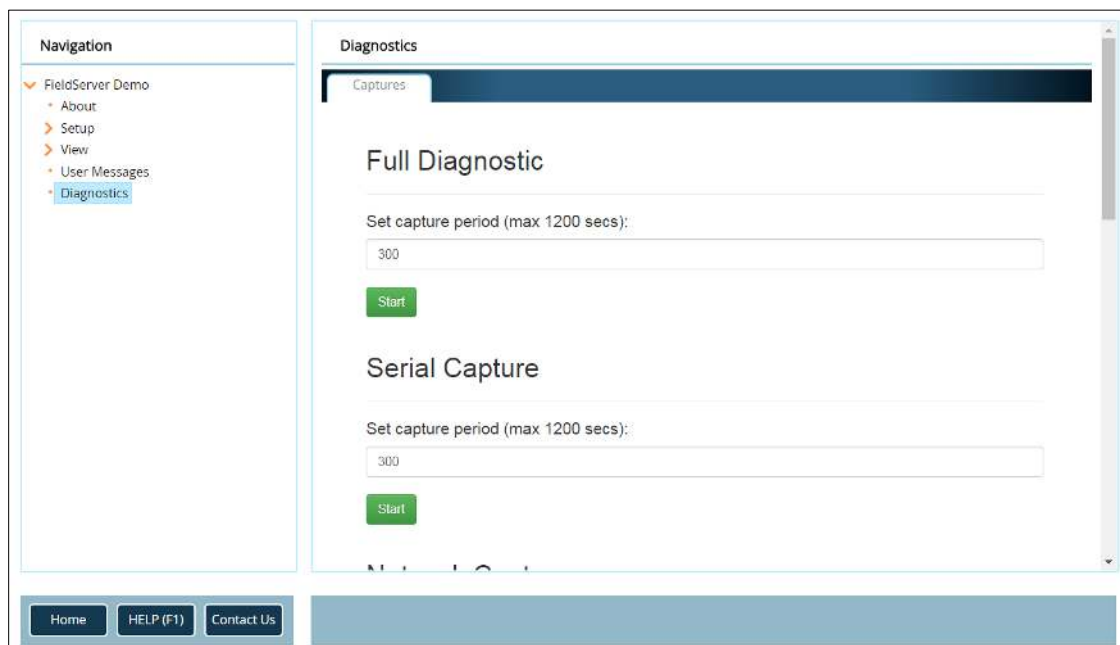 Navigation
FieldServer Demo
About
Setup
View
User Messages
Diagnostics
Diagnostics
Captures
Full Diagnostic
Set capture period (max 1200 secs):
300
Start
Serial Capture
Set capture period (max 1200 secs):
300
Start
Home HELP (F1) Contact Us